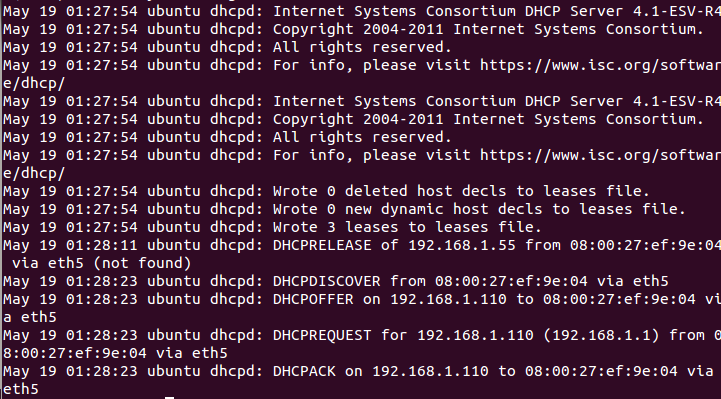 May 19 01:27:54 ubuntu dhcpd: Internet Systems Consortium DHCP Server 4.1-ESV-R4
May 19 01:27:54 ubuntu dhcpd: Copyright 2004-2011 Internet Systems Consortium.
May 19 01:27:54 ubuntu dhcpd: All rights reserved.
May 19 01:27:54 ubuntu dhcpd: For info, please visit https://www.isc.org/softwar
e/dhcp/
May 19 01:27:54 ubuntu dhcpd: Internet Systems Consortium DHCP Server 4.1-ESV-R4
May 19 01:27:54 ubuntu dhcpd: Copyright 2004-2011 Internet Systems Consortium.
May 19 01:27:54 ubuntu dhcpd: All rights reserved.
May 19 01:27:54 ubuntu dhcpd: For info, please visit https://www.isc.org/softwar
e/dhcp/
May 19 01:27:54 ubuntu dhcpd: Wrote 0 deleted host decls to leases file.
May 19 01:27:54 ubuntu dhcpd: Wrote 0 new dynamic host decls to leases file.
May 19 01:27:54 ubuntu dhcpd: Wrote 3 leases to leases file.
May 19 01:28:11 ubuntu dhcpd: DHCPRELEASE of 192.168.1.55 from 08:00:27:ef:9e:04
 via eth5 (not found)
May 19 01:28:23 ubuntu dhcpd: DHCPDISCOVER from 08:00:27:ef:9e:04 via eth5
May 19 01:28:23 ubuntu dhcpd: DHCPOFFER on 192.168.1.110 to 08:00:27:ef:9e:04 vi
a eth5
May 19 01:28:23 ubuntu dhcpd: DHCPREQUEST for 192.168.1.110 (192.168.1.1) from 0
8:00:27:ef:9e:04 via eth5
May 19 01:28:23 ubuntu dhcpd: DHCPACK on 192.168.1.110 to 08:00:27:ef:9e:04 via
eth5